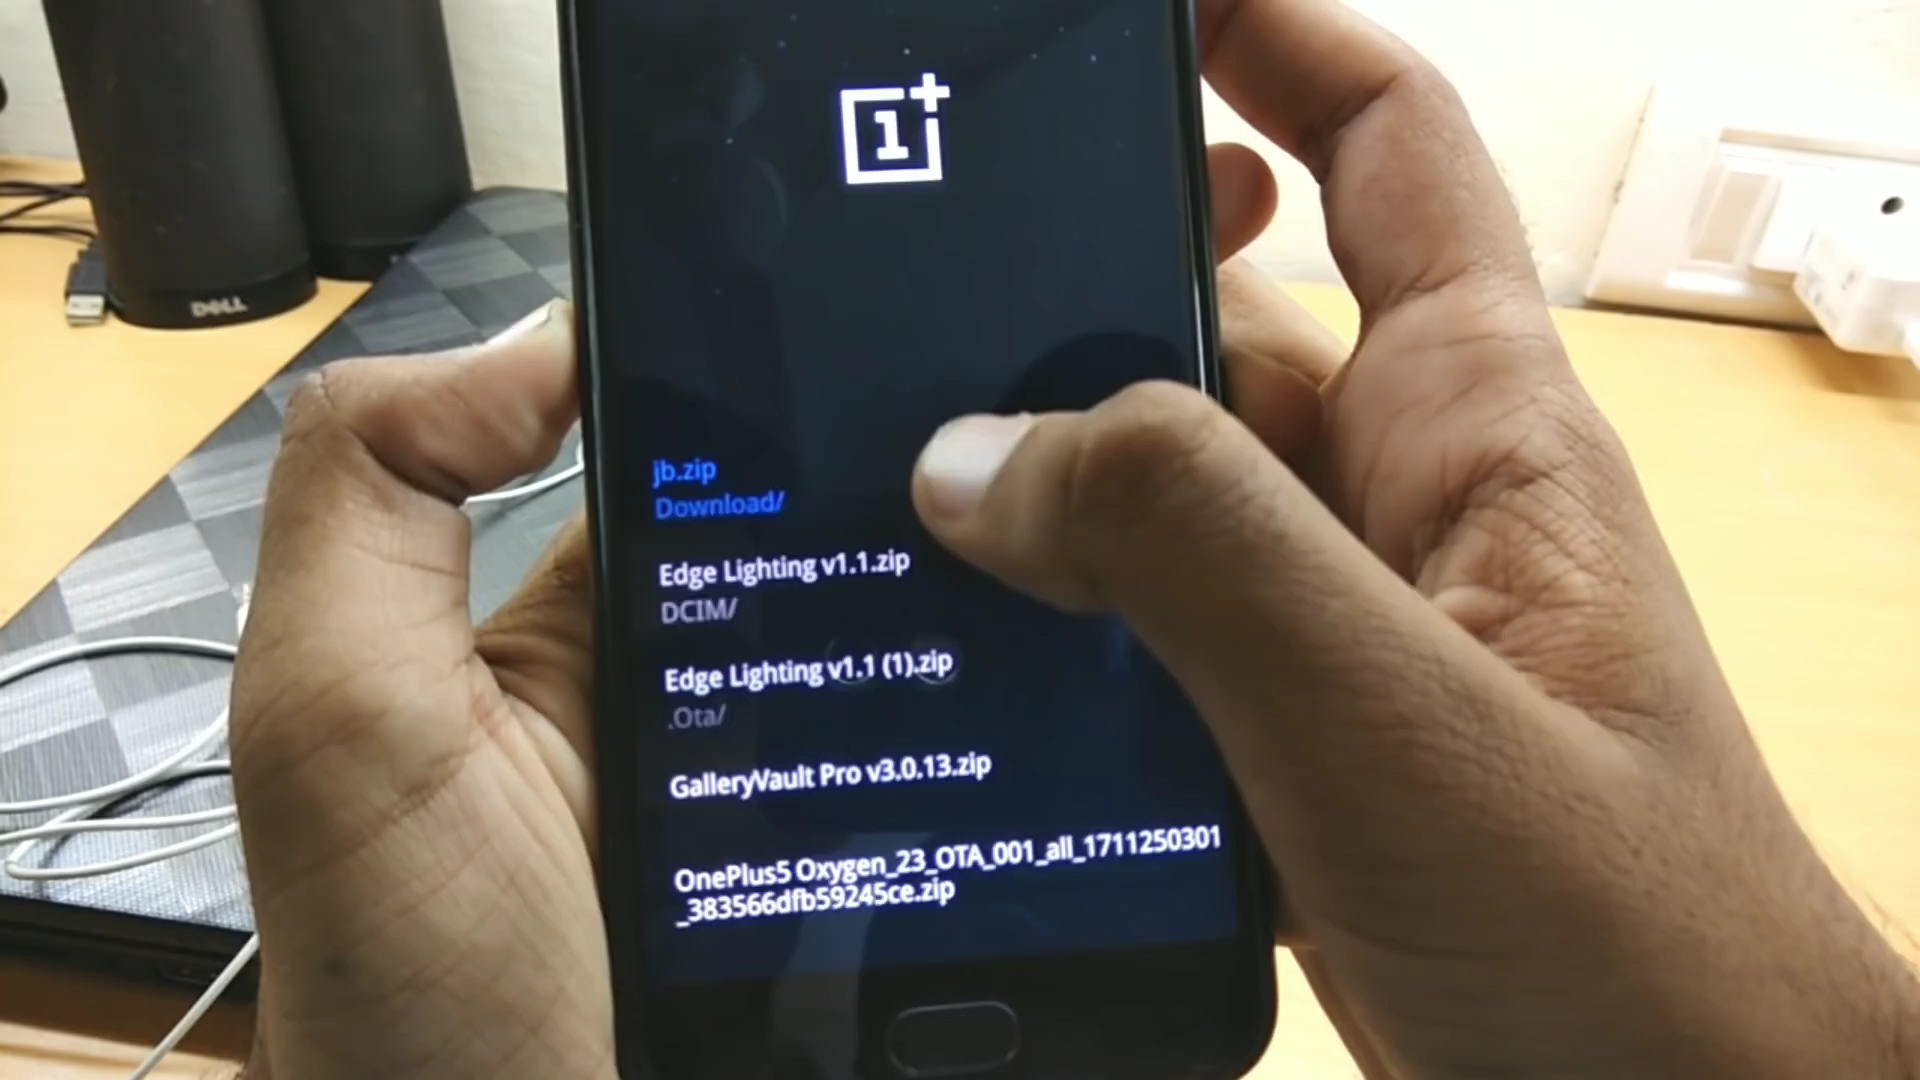 DELL
1+
jb.zip
Download/
Edge Lighting v1.1.zip
DCIM/
Edge Lighting v1.1 (1).zip
.Ota/
GalleryVault Pro v3.0.13.zip
OnePlus5 Oxygen_23_OTA_001_all_1711250301
_383566dfb59245ce.zip